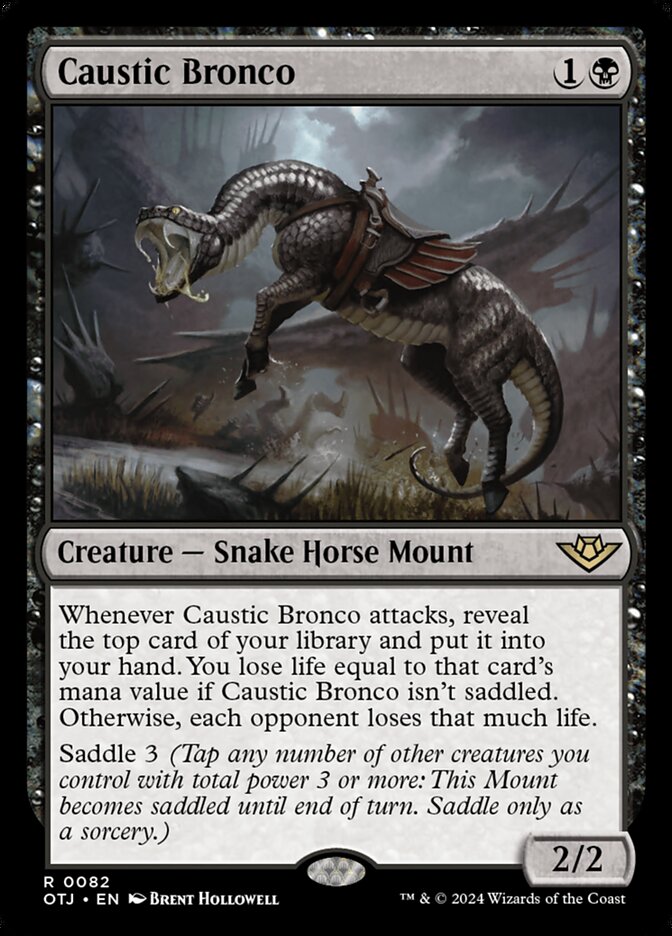 Caustic Bronco 1
Creature — Snake Horse Mount
Whenever Caustic Bronco attacks, reveal
the top card of your library and put it into
your hand. You lose life equal to that card's
mana value if Caustic Bronco isn't saddled.
Otherwise, each opponent loses that much life.
Saddle 3 (Tap any number of other creatures you
control with total power 3 or more: This Mount
becomes saddled until end of turn. Saddle only as
a sorcery.)
2/2
R 0082
OTJ • EN Brent Hollowell
™ & © 2024 Wizards of the Coast